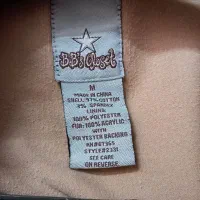 B.B's Closet
M
MADE IN CHINA
SHELL: 97% COTTON
3% SPANDEX
LINING:
100% POLYESTER
FUR: 100% ACRYLIC
WITH
POLYESTER BACKING
STYLE#2331
SEE CARE
ON REVERSE